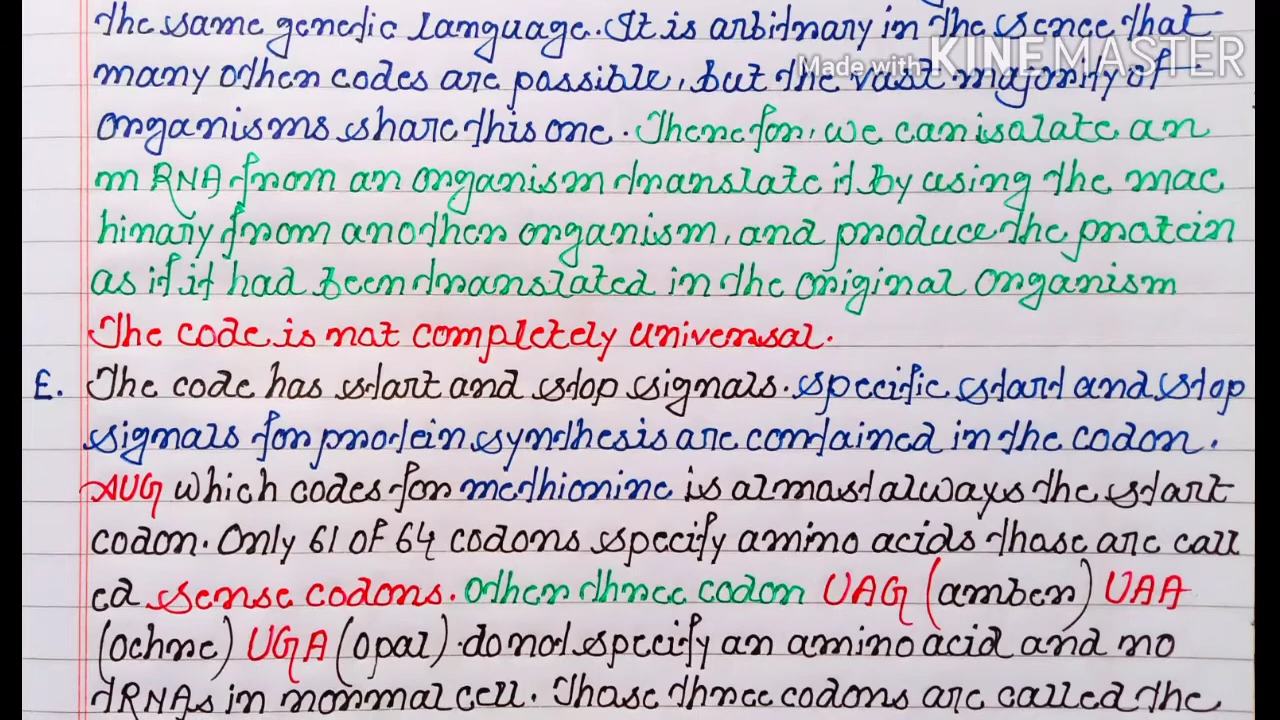 the same genetic language. It is arbitrary in the sence that
Made with KINEMASTER
many other codes are possible, but the vast majority of
organisms share this one. Therefor, we can isolate an
mRNA from an organism translate it by using the mac
hinary from another organism, and produce the protein
as if it had been translated in the original organism
The code is not completely universal.
E. The code has start and stop signals. specific start and stop
signals for protein synthesis are contained in the codon.
AUG which codes for methionine is almost always the start
codon. Only 61 of 64 codons sspecify amino acids those are call
ed sense codons. Other three codon UAG (amber) UAA
(ochre) UGA (opal). do not specify an amino acid and no
tRNAs in normal cell. Those three codons are called the